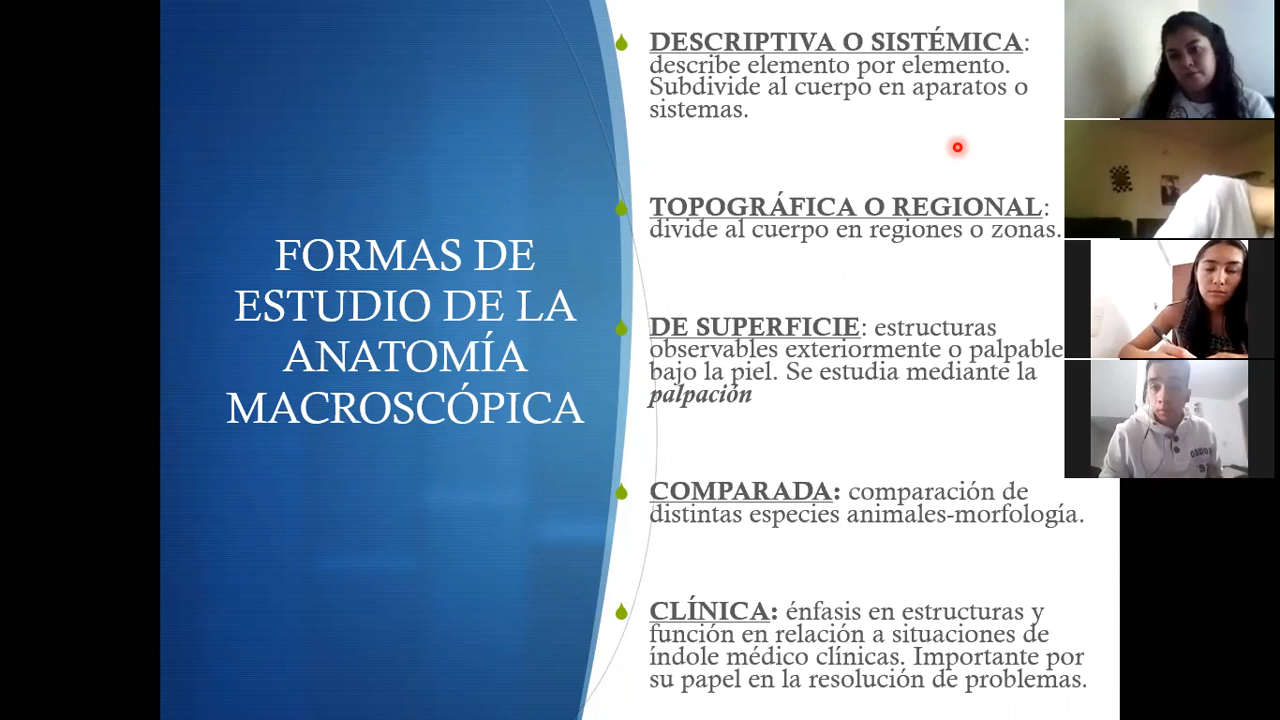 FORMAS DE
ESTUDIO DE LA
ANATOMÍA
MACROSCÓPICA
DESCRIPTIVA O SISTÉMICA:
describe elemento por elemento.
Subdivide al cuerpo en aparatos o
sistemas.
TOPOGRÁFICA O REGIONAL:
divide al cuerpo en regiones o zonas.
DE SUPERFICIE: estructuras
observables exteriormente o palpable
bajo la piel. Se estudia mediante la
palpación
COMPARADA: comparación de
distintas especies animales-morfología.
CLÍNICA: énfasis en estructuras y
función en relación a situaciones de
índole médico clínicas. Importante por
su papel en la resolución de problemas.